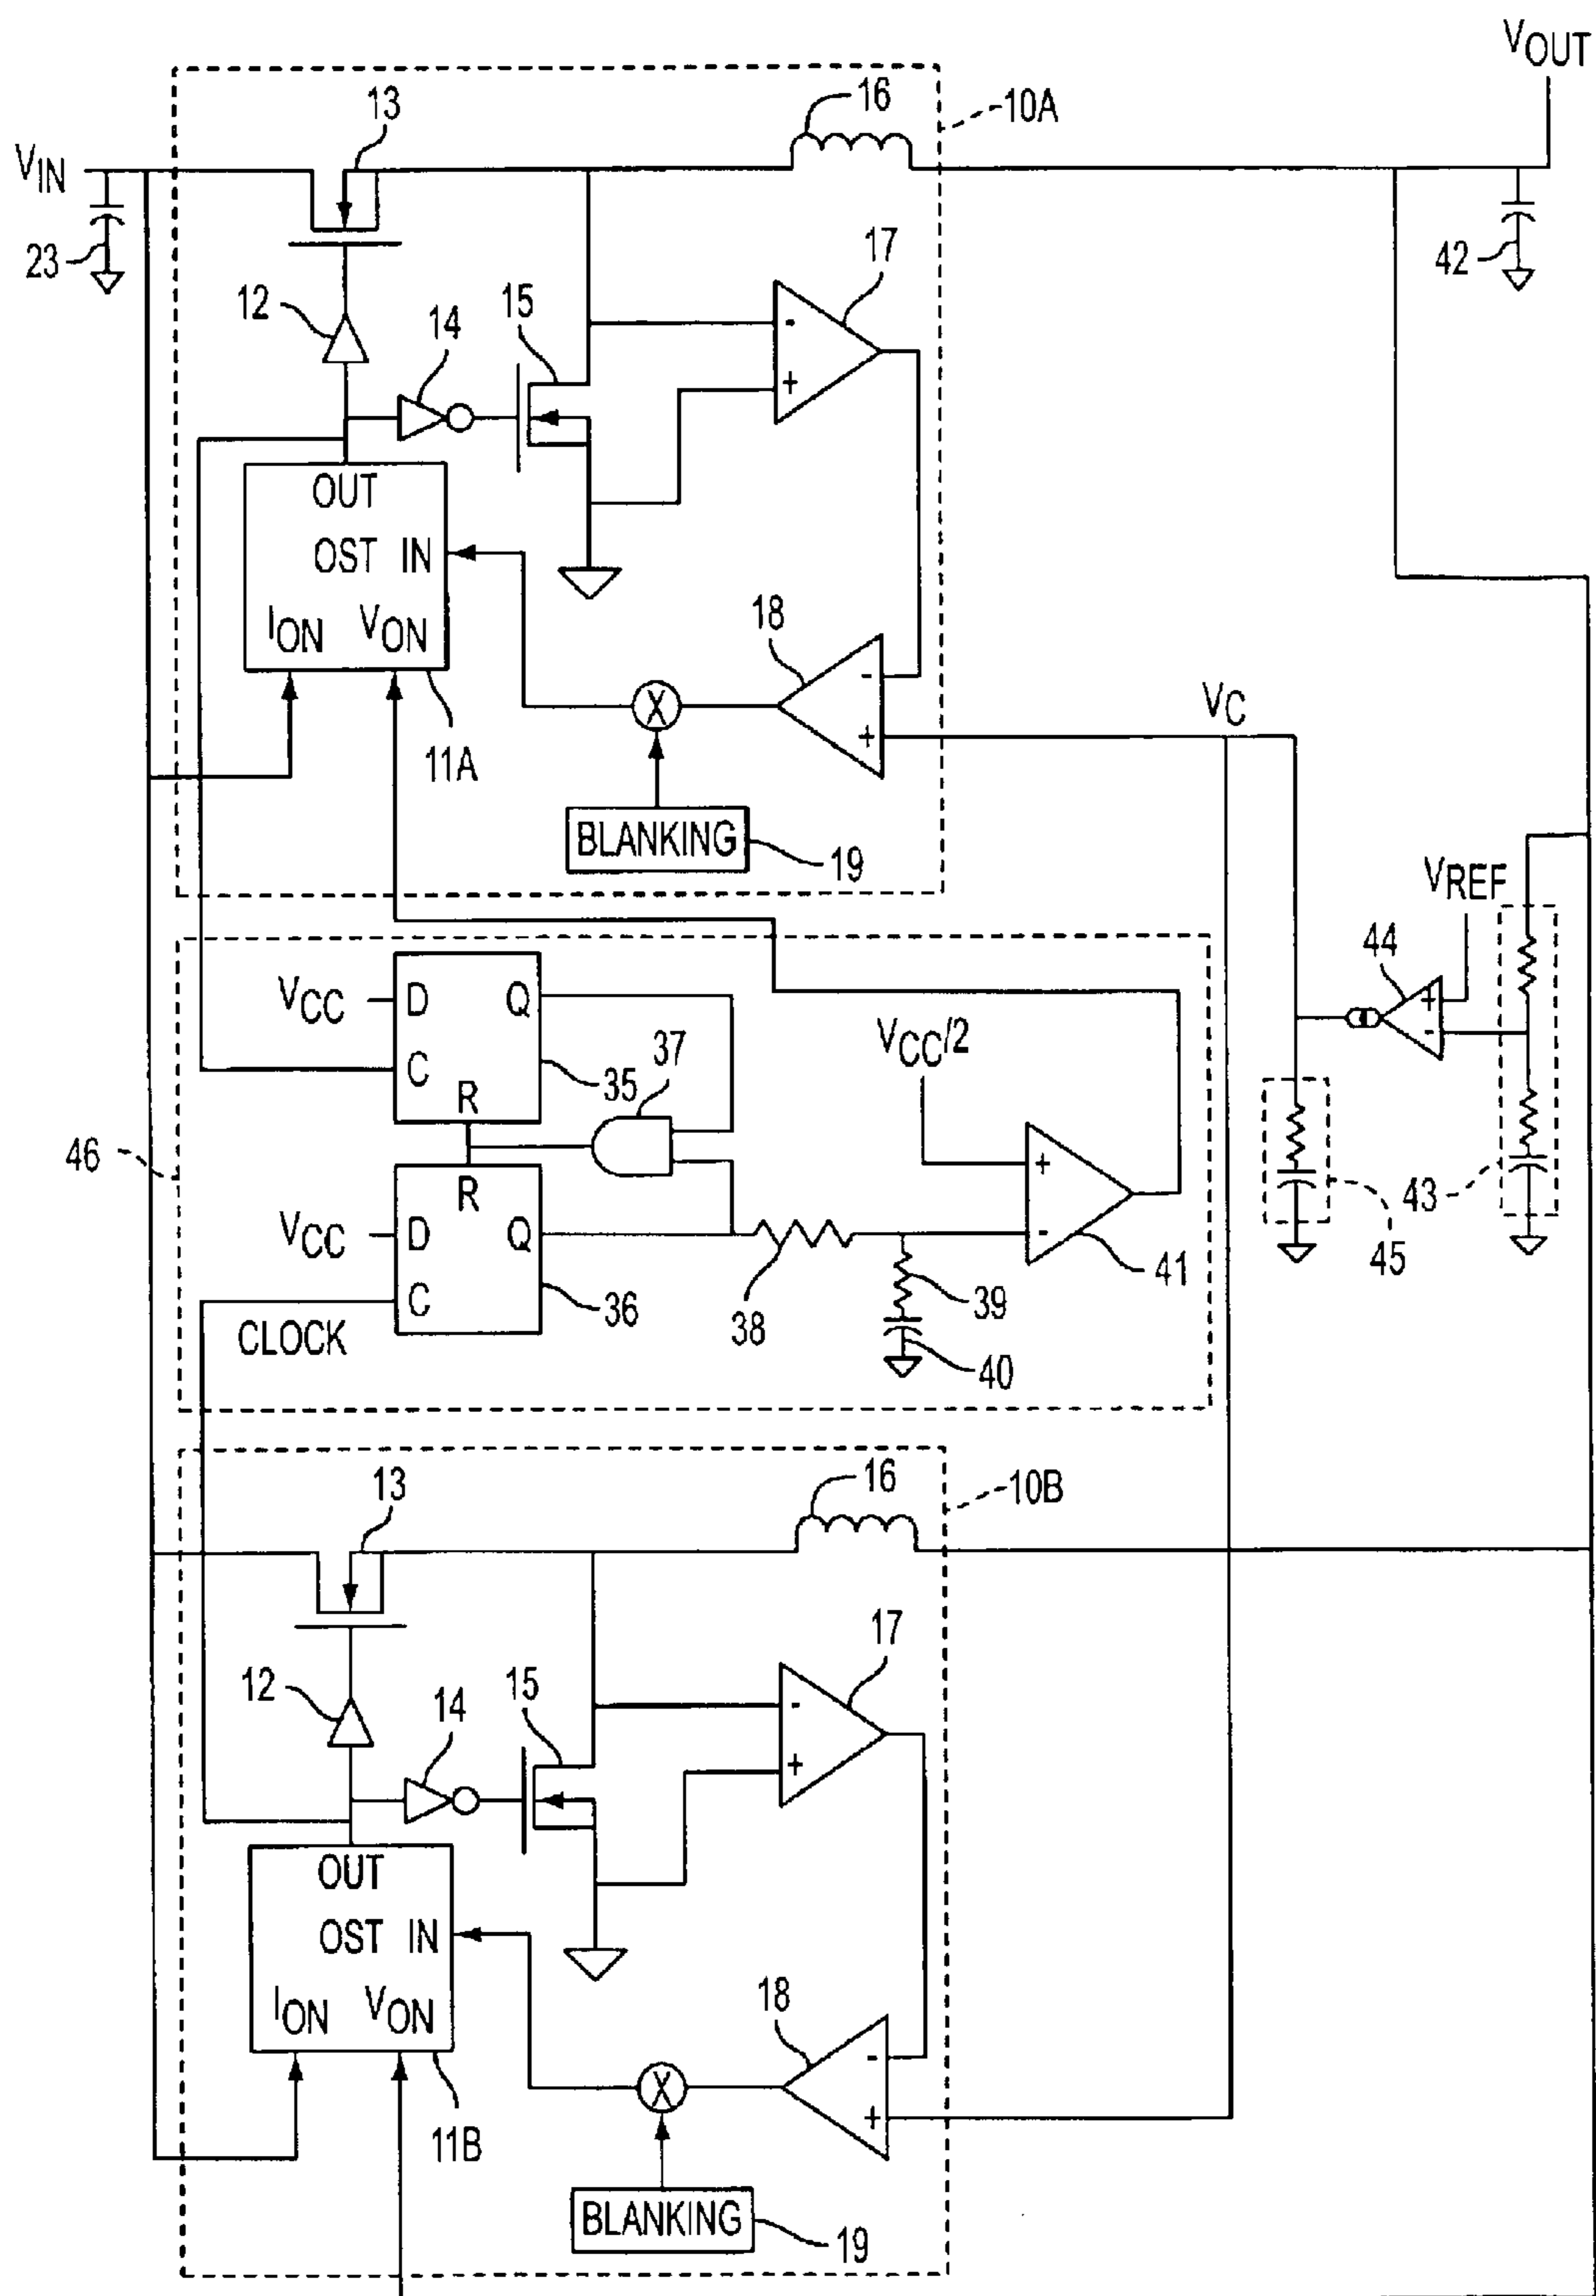 VOUT
16
10A
13
VIN
23
42
17
12
14
15
-
+
OUT
OST IN
ION VON
18
-
+
X
VC
11A
BLANKING
19
VREF
44
+
-
VCC D Q
C
R
35
37
VCC/2
46
R
VCC D Q
C
36
CLOCK
38
39
40
+
-
41
45
43
16
10B
13
17
12
14
15
-
+
OUT
OST IN
ION VON
18
-
+
X
11B
BLANKING
19